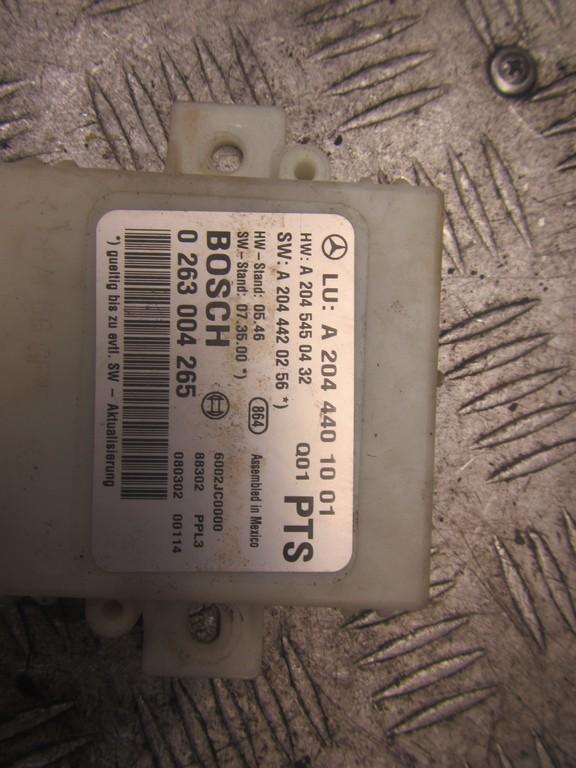 LU: A 204 440 10 01
HW: A 204 545 04 32
Q01
SW: A 204 442 02 56 *)
PTS
HW - Stand: 05.46
864
Assembled in Mexico
SW - Stand: 07.35.00 *)
BOSCH
6002JC0000
0 263 004 265
88302 PPL3
080302 00114
*) gueltig bis zu evtl. SW - Aktualisierung